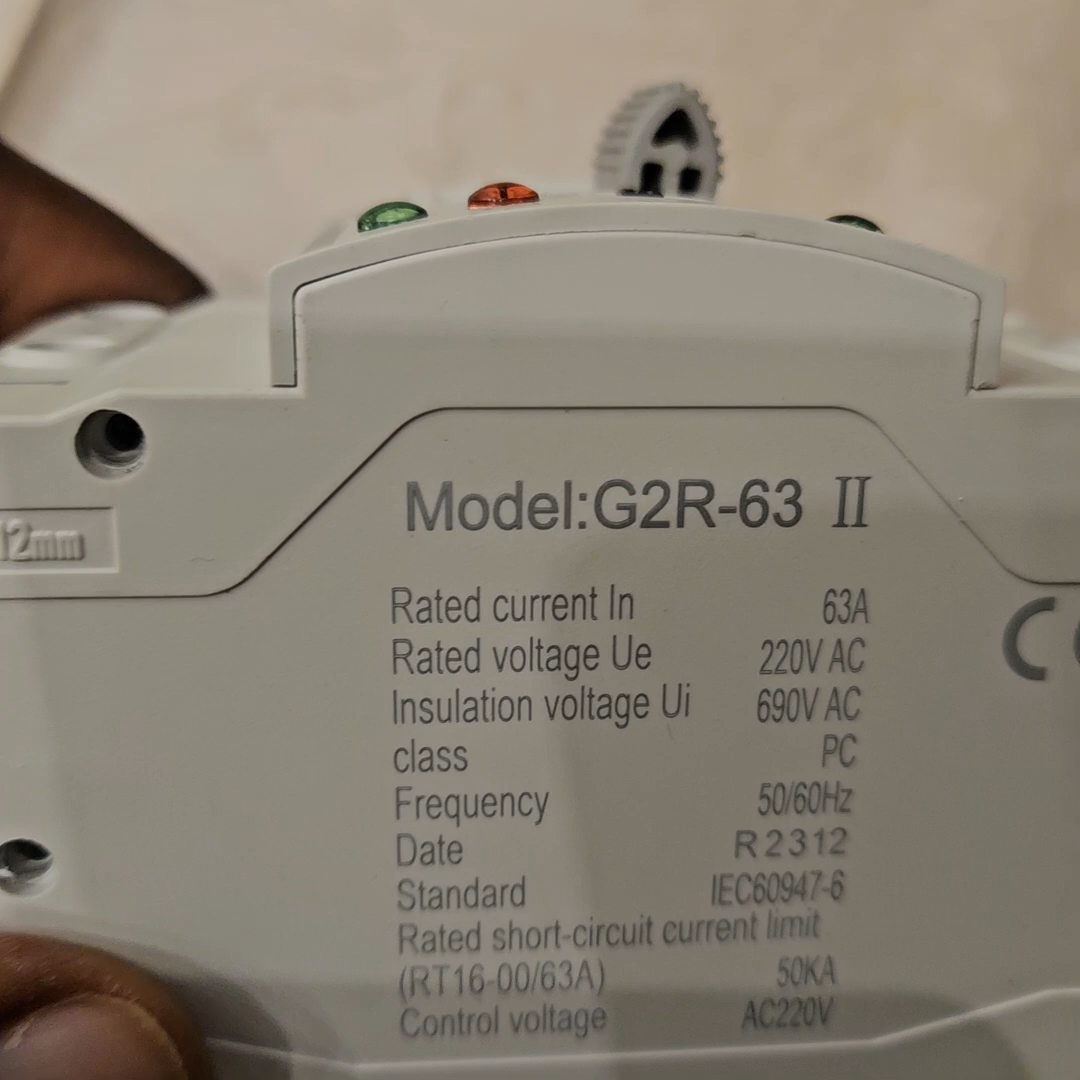 Model:G2R-63 II
12mm
Rated current In 63A
Rated voltage Ue 220V AC
Insulation voltage Ui 690V AC
class PC
Frequency 50/60Hz
Date R2312
Standard IEC60947-6
Rated short-circuit current limit
(RT16-00/63A) 50KA
Control voltage AC220V